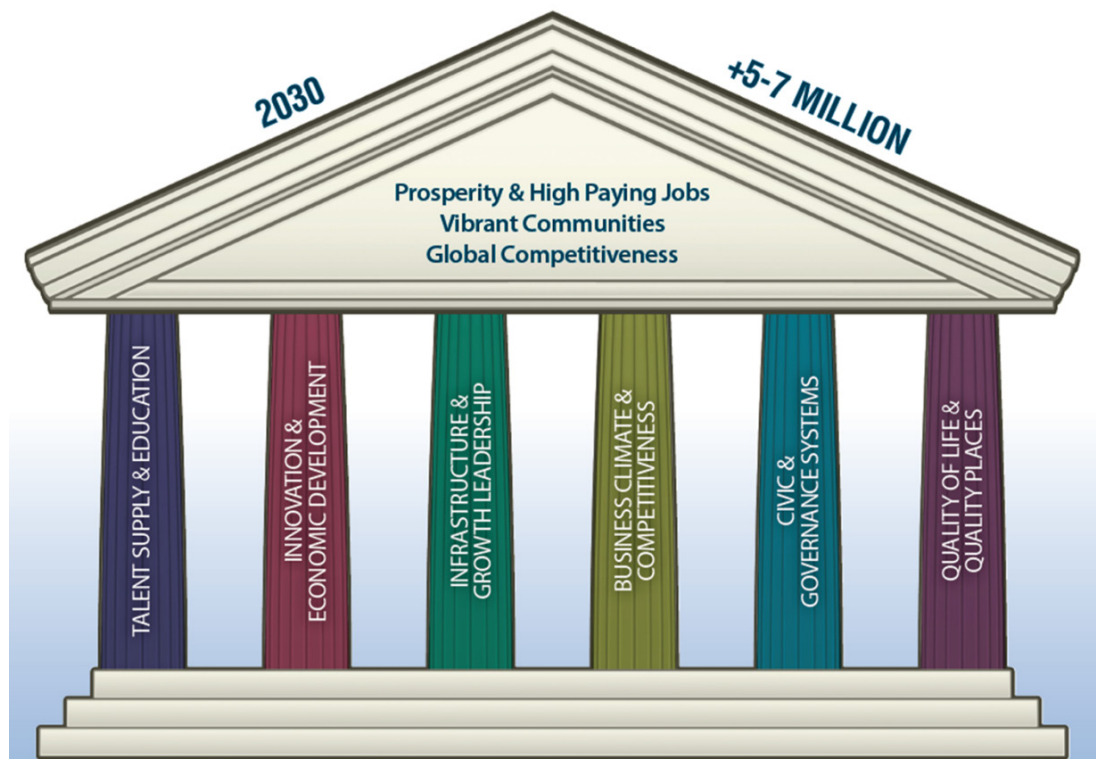 2030
+5-7 MILLION
Prosperity & High Paying Jobs
Vibrant Communities
Global Competitiveness
TALENT SUPPLY & EDUCATION
INNOVATION &
ECONOMIC DEVELOPMENT
INFRASTRUCTURE &
GROWTH LEADERSHIP
BUSINESS CLIMATE &
COMPETITIVENESS
CIVIC &
GOVERNANCE SYSTEMS
QUALITY OF LIFE &
QUALITY PLACES